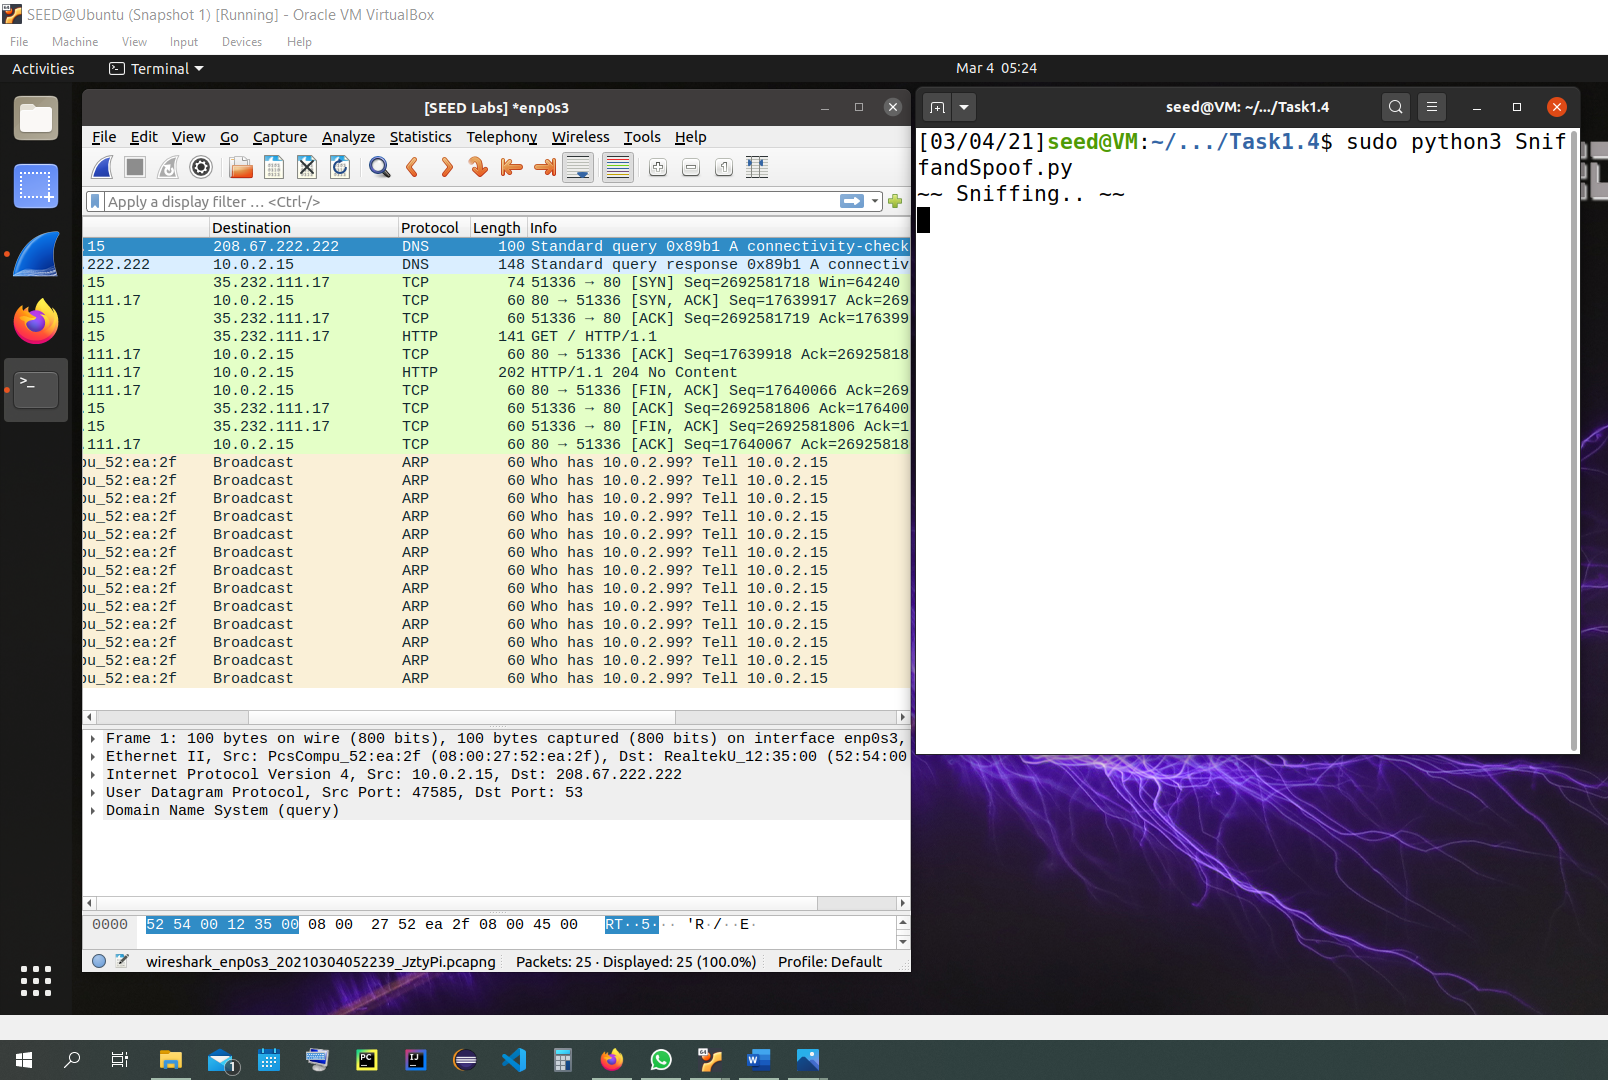 SEED@Ubuntu (Snapshot 1) [Running] - Oracle VM VirtualBox
File Machine View Input Devices Help
Activities Terminal Mar 4 05:24
[SEED Labs] *enp0s3
File Edit View Go Capture Analyze Statistics Telephony Wireless Tools Help
Apply a display filter … <Ctrl-/>
Destination Protocol Length Info
.15 208.67.222.222 DNS 100 Standard query 0x89b1 A connectivity-check
.222.222 10.0.2.15 DNS 148 Standard query response 0x89b1 A connectiv
.15 35.232.111.17 TCP 74 51336 → 80 [SYN] Seq=2692581718 Win=64240
.111.17 10.0.2.15 TCP 60 80 → 51336 [SYN, ACK] Seq=17639917 Ack=269
.15 35.232.111.17 TCP 60 51336 → 80 [ACK] Seq=2692581719 Ack=176399
.15 35.232.111.17 HTTP 141 GET / HTTP/1.1
.111.17 10.0.2.15 TCP 60 80 → 51336 [ACK] Seq=17639918 Ack=26925818
.111.17 10.0.2.15 HTTP 202 HTTP/1.1 204 No Content
.111.17 10.0.2.15 TCP 60 80 → 51336 [FIN, ACK] Seq=17640066 Ack=269
.15 35.232.111.17 TCP 60 51336 → 80 [ACK] Seq=2692581806 Ack=176400
.15 35.232.111.17 TCP 60 51336 → 80 [FIN, ACK] Seq=2692581806 Ack=1
.111.17 10.0.2.15 TCP 60 80 → 51336 [ACK] Seq=17640067 Ack=26925818
pu_52:ea:2f Broadcast ARP 60 Who has 10.0.2.99? Tell 10.0.2.15
pu_52:ea:2f Broadcast ARP 60 Who has 10.0.2.99? Tell 10.0.2.15
pu_52:ea:2f Broadcast ARP 60 Who has 10.0.2.99? Tell 10.0.2.15
pu_52:ea:2f Broadcast ARP 60 Who has 10.0.2.99? Tell 10.0.2.15
pu_52:ea:2f Broadcast ARP 60 Who has 10.0.2.99? Tell 10.0.2.15
pu_52:ea:2f Broadcast ARP 60 Who has 10.0.2.99? Tell 10.0.2.15
pu_52:ea:2f Broadcast ARP 60 Who has 10.0.2.99? Tell 10.0.2.15
pu_52:ea:2f Broadcast ARP 60 Who has 10.0.2.99? Tell 10.0.2.15
pu_52:ea:2f Broadcast ARP 60 Who has 10.0.2.99? Tell 10.0.2.15
pu_52:ea:2f Broadcast ARP 60 Who has 10.0.2.99? Tell 10.0.2.15
pu_52:ea:2f Broadcast ARP 60 Who has 10.0.2.99? Tell 10.0.2.15
pu_52:ea:2f Broadcast ARP 60 Who has 10.0.2.99? Tell 10.0.2.15
pu_52:ea:2f Broadcast ARP 60 Who has 10.0.2.99? Tell 10.0.2.15
Frame 1: 100 bytes on wire (800 bits), 100 bytes captured (800 bits) on interface enp0s3,
Ethernet II, Src: PcsCompu_52:ea:2f (08:00:27:52:ea:2f), Dst: RealtekU_12:35:00 (52:54:00
Internet Protocol Version 4, Src: 10.0.2.15, Dst: 208.67.222.222
User Datagram Protocol, Src Port: 47585, Dst Port: 53
Domain Name System (query)
0000 52 54 00 12 35 00 08 00 27 52 ea 2f 08 00 45 00 RT··5··· 'R·/··E·
wireshark_enp0s3_20210304052239_JztyPi.pcapng Packets: 25 · Displayed: 25 (100.0%) Profile: Default
seed@VM: ~/.../Task1.4
[03/04/21]seed@VM:~/.../Task1.4$ sudo python3 Snif
fandSpoof.py
~~ Sniffing.. ~~